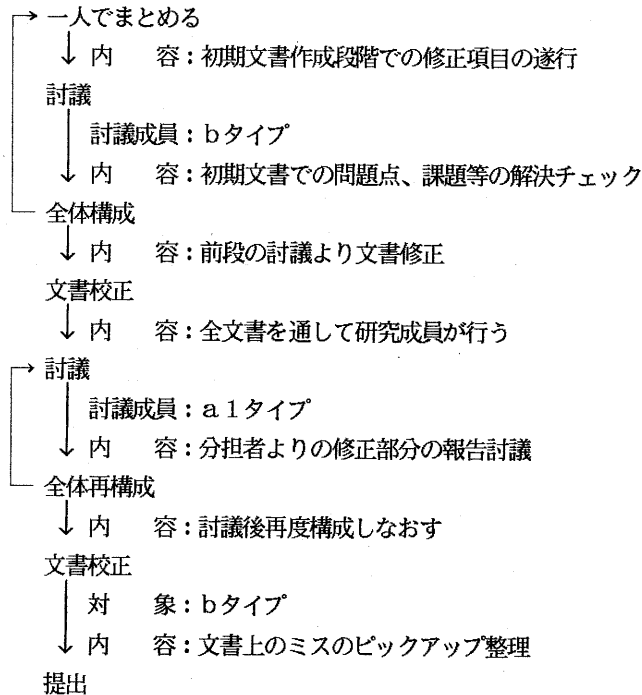 一人でまとめる
内　　容：初期文書作成段階での修正項目の遂行
討議
討議成員：ｂタイプ
内　　容：初期文書での問題点、課題等の解決チェック
全体構成
内　　容：前段の討議より文書修正
文書校正
内　　容：全文書を通して研究成員が行う
討議
討議成員：ａ１タイプ
内　　容：分担者よりの修正部分の報告討議
全体再構成
内　　容：討議後再度構成しなおす
文書校正
対　　象：ｂタイプ
内　　容：文書上のミスのピックアップ整理
提出